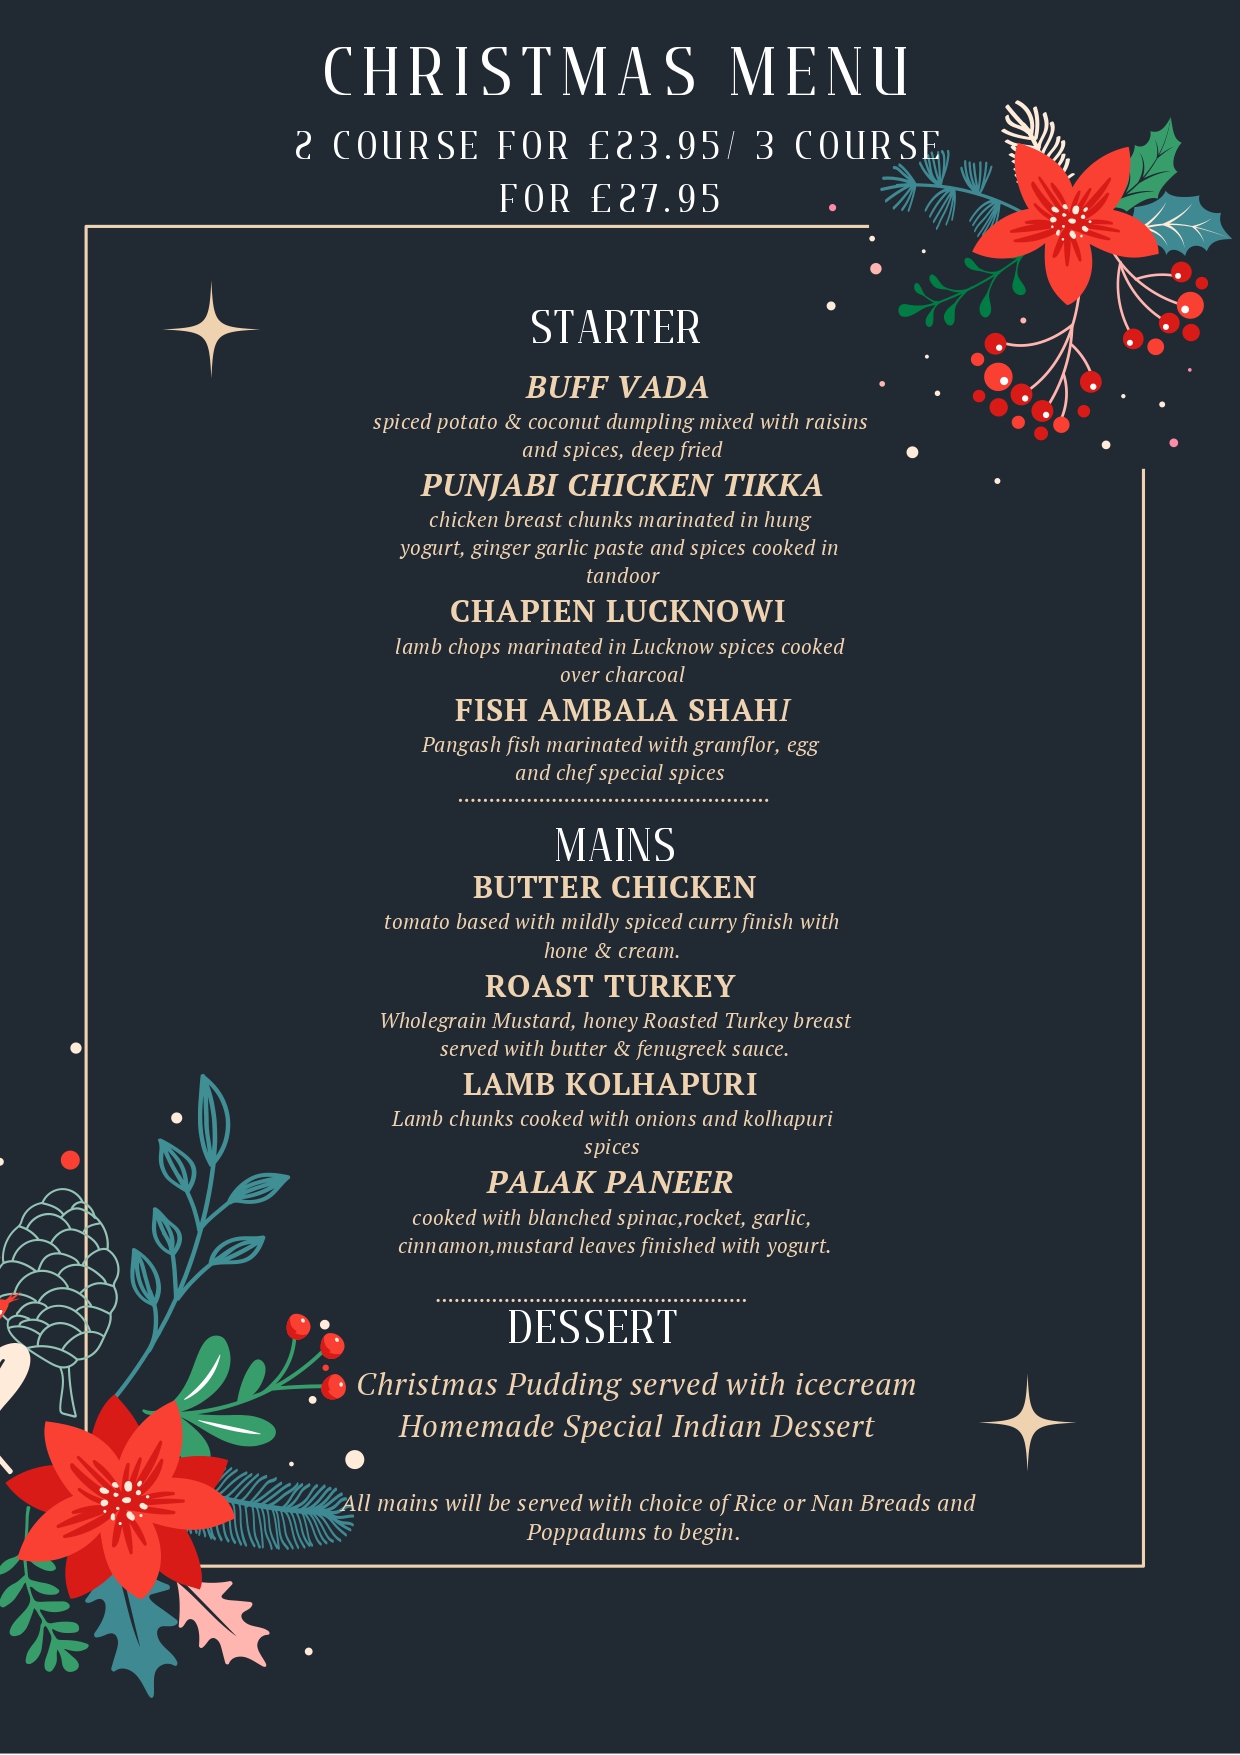 CHRISTMAS MENU
2 COURSE FOR £23.95/ 3 COURSE
FOR £27.95
STARTER
BUFF VADA
spiced potato & coconut dumpling mixed with raisins
and spices, deep fried
PUNJABI CHICKEN TIKKA
chicken breast chunks marinated in hung
yogurt, ginger garlic paste and spices cooked in
tandoor
CHAPIEN LUCKNOWI
lamb chops marinated in Lucknow spices cooked
over charcoal
FISH AMBALA SHAHI
Pangash fish marinated with gramflor, egg
and chef special spices
................................................
MAINS
BUTTER CHICKEN
tomato based with mildly spiced curry finish with
hone & cream.
ROAST TURKEY
Wholegrain Mustard, honey Roasted Turkey breast
served with butter & fenugreek sauce.
LAMB KOLHAPURI
Lamb chunks cooked with onions and kolhapuri
spices
PALAK PANEER
cooked with blanched spinac,rocket, garlic,
cinnamon,mustard leaves finished with yogurt.
................................................
DESSERT
Christmas Pudding served with icecream
Homemade Special Indian Dessert
All mains will be served with choice of Rice or Nan Breads and
Poppadums to begin.